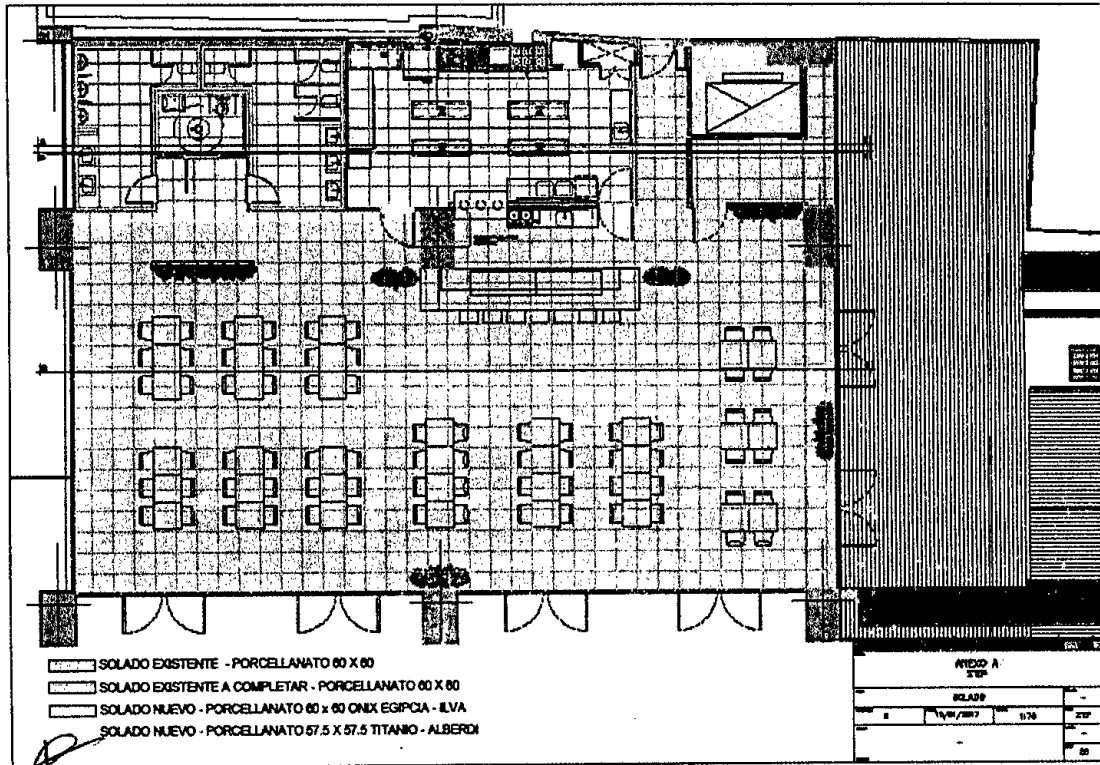 SOLADO EXISTENTE - PORCELLANATO 60 X 60
SOLADO EXISTENTE A COMPLETAR - PORCELLANATO 60 X 60
SOLADO NUEVO - PORCELLANATO 60 x 60 ONIX EGIPCIA - ILVA
SOLADO NUEVO - PORCELLANATO 57.5 X 57.5 TITANIO - ALBERDI
ANEXO A
SOLADO